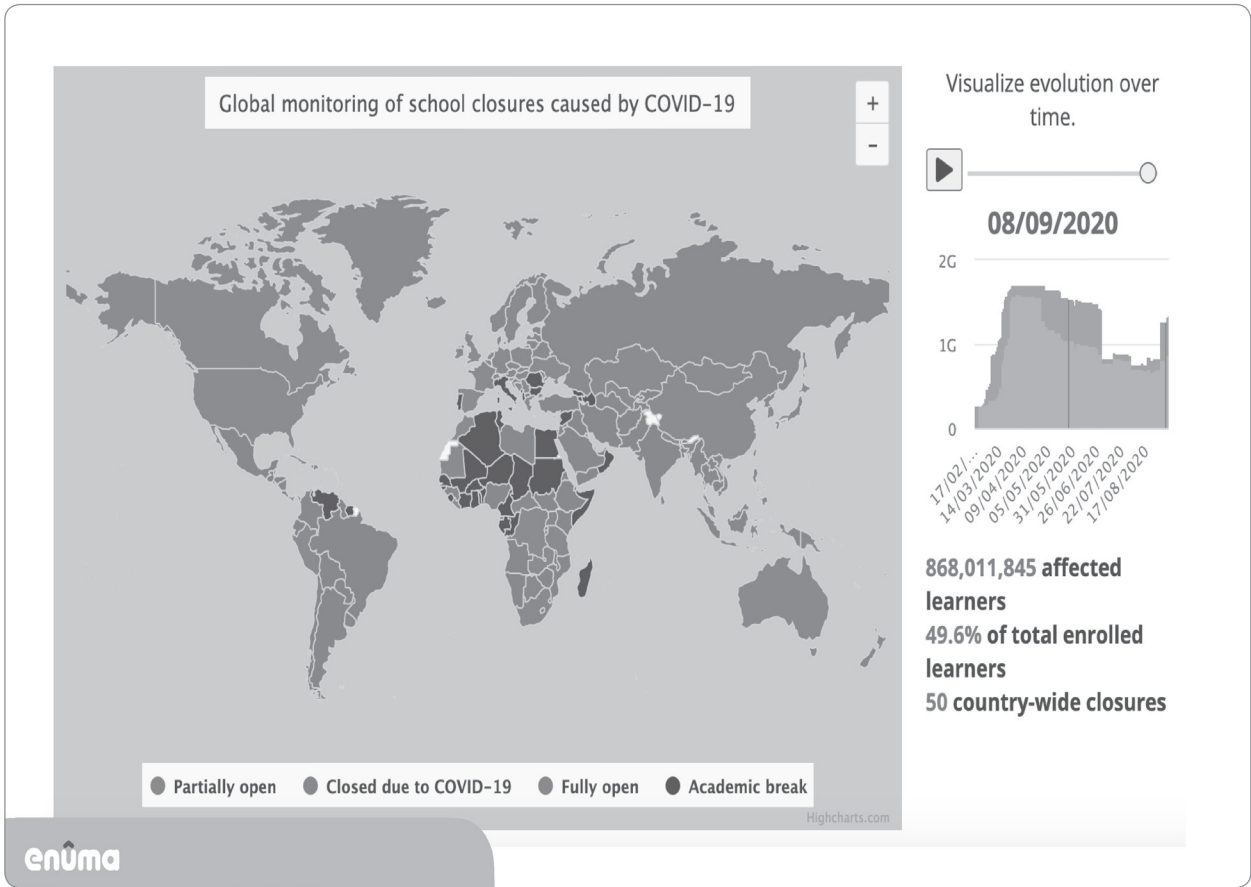 Global monitoring of school closures caused by COVID-19
+
-
Visualize evolution over
time.
08/09/2020
2G
1G
0
17/02/...
14/03/2020
09/04/2020
05/05/2020
31/05/2020
26/06/2020
22/07/2020
17/08/2020
868,011,845 affected
learners
49.6% of total enrolled
learners
50 country-wide closures
Partially open
Closed due to COVID-19
Fully open
Academic break
Highcharts.com
enuma